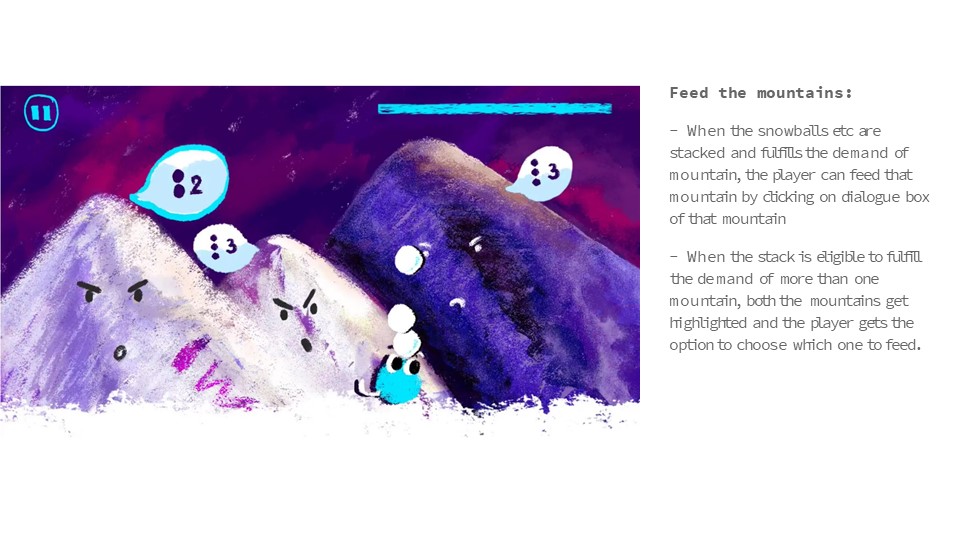 2
3
3
Feed the mountains:
- When the snowballs etc are
stacked and fulfills the demand of
mountain, the player can feed that
mountain by clicking on dialogue box
of that mountain
- When the stack is eligible to fulfill
the demand of more than one
mountain, both the mountains get
highlighted and the player gets the
option to choose which one to feed.